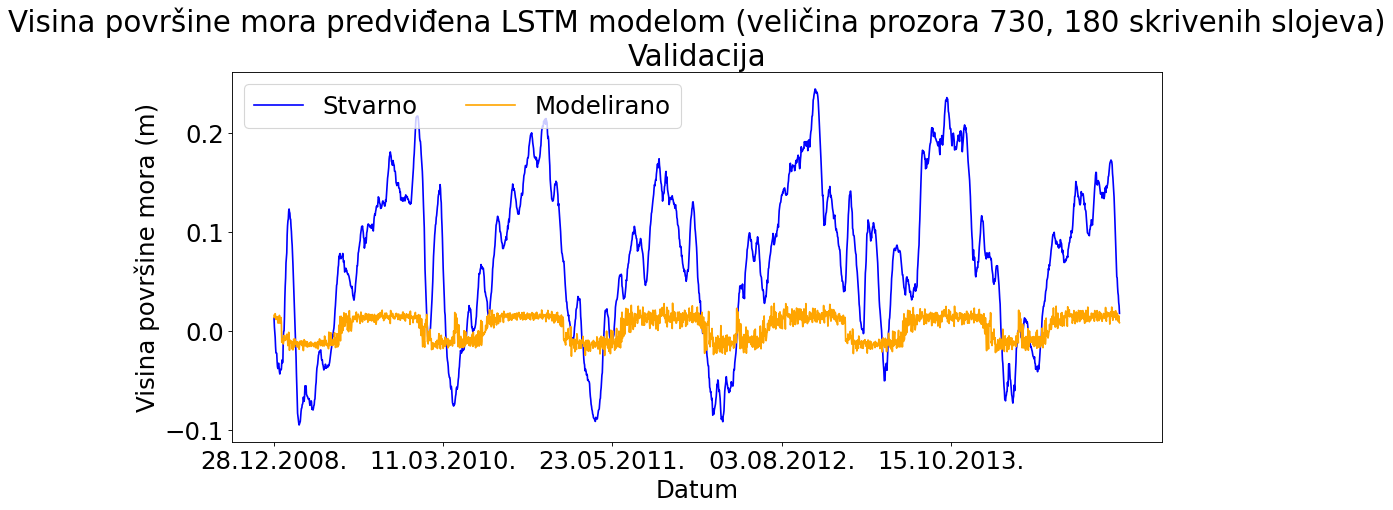 Visina površine mora predviđena LSTM modelom (veličina prozora 730, 180 skrivenih slojeva)
Validacija
Stvarno Modelirano
Visina površine mora (m)
0.2
0.1
0.0
−0.1
28.12.2008. 11.03.2010. 23.05.2011. 03.08.2012. 15.10.2013.
Datum